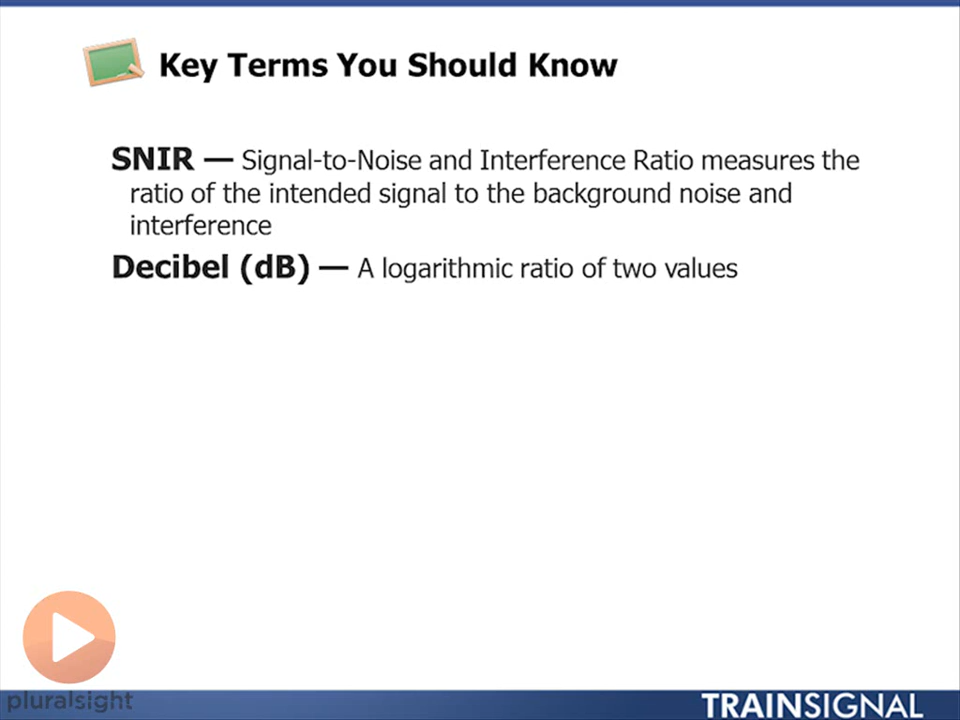 Key Terms You Should Know
SNIR — Signal-to-Noise and Interference Ratio measures the
ratio of the intended signal to the background noise and
interference
Decibel (dB) — A logarithmic ratio of two values
pluralsight
TRAINSIGNAL